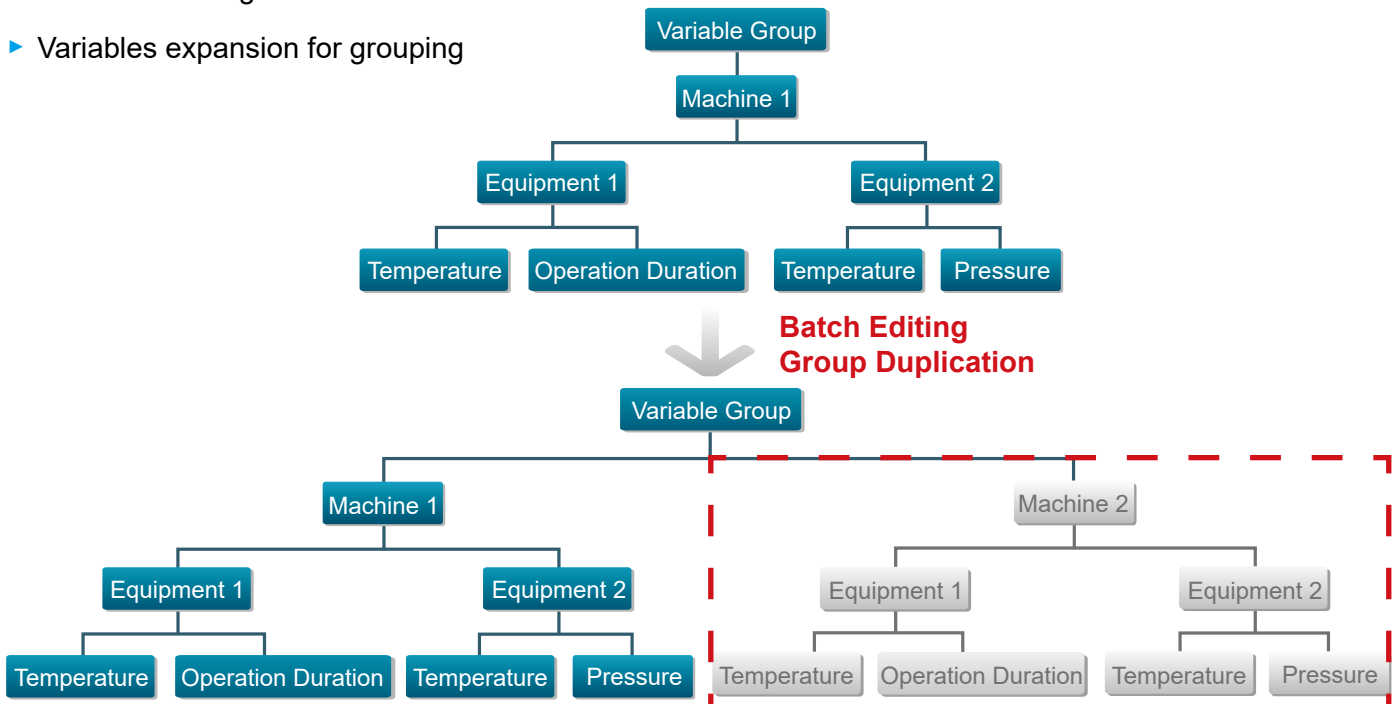 Variables expansion for grouping
Variable Group
Machine 1
Equipment 1
Equipment 2
Temperature
Operation Duration
Temperature
Pressure
Batch Editing
Group Duplication
Variable Group
Machine 1
Machine 2
Equipment 1
Equipment 2
Equipment 1
Equipment 2
Temperature
Operation Duration
Temperature
Pressure
Temperature
Operation Duration
Temperature
Pressure